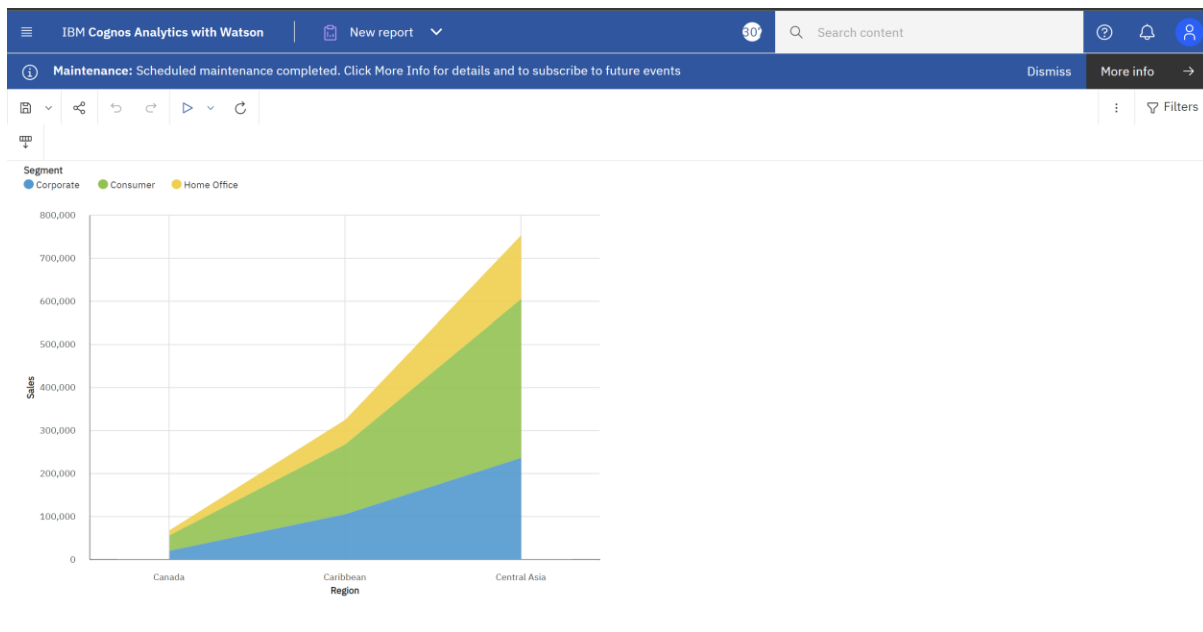 IBM Cognos Analytics with Watson New report Search content
Maintenance: Scheduled maintenance completed. Click More Info for details and to subscribe to future events Dismiss More info
Filters
Segment
Corporate Consumer Home Office
800,000
700,000
600,000
500,000
400,000
300,000
200,000
100,000
0
Sales
Canada Caribbean Central Asia
Region